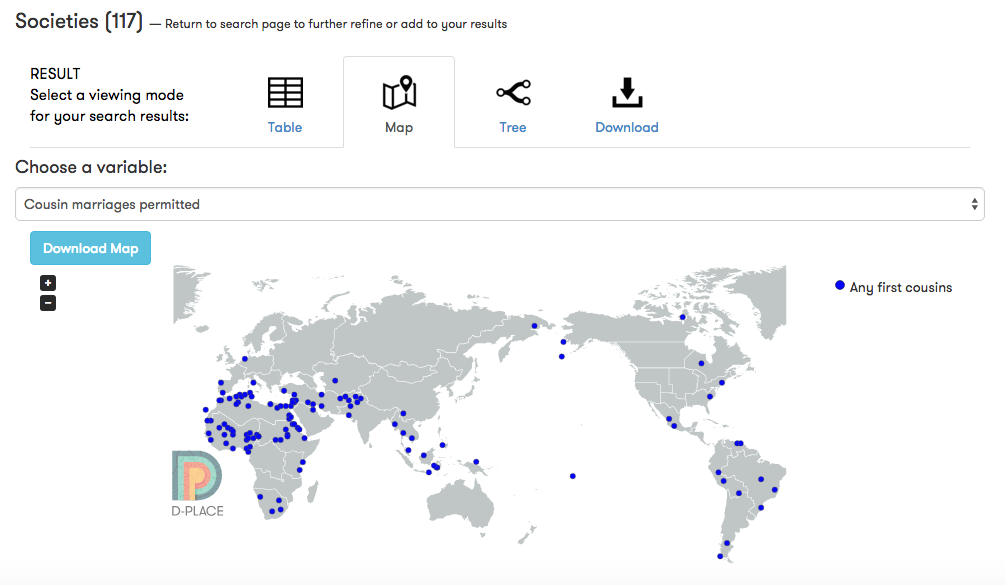 Societies (117) — Return to search page to further refine or add to your results
RESULT
Select a viewing mode
for your search results:
Table
Map
Tree
Download
Choose a variable:
Cousin marriages permitted
Download Map
+
−
Any first cousins
D-PLACE